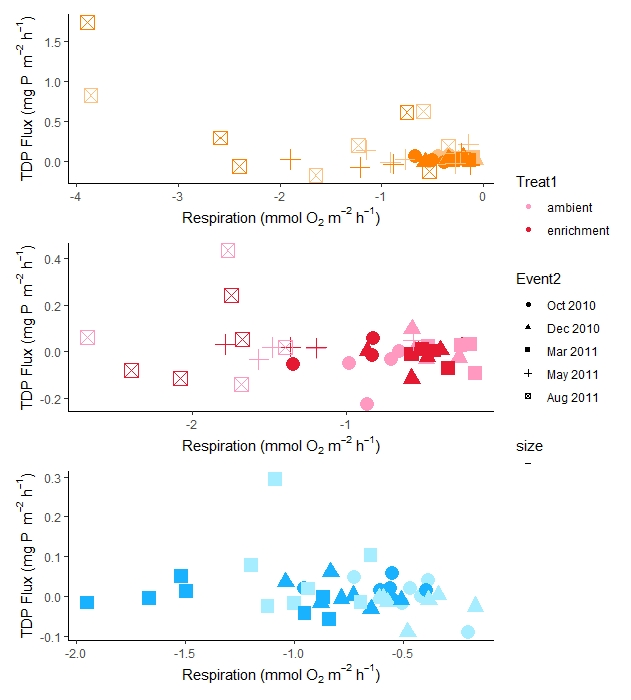 TDP Flux (mg P m⁻² h⁻¹)
1.5
1.0
0.5
0.0
-4
-3
-2
-1
0
Respiration (mmol O₂ m⁻² h⁻¹)
TDP Flux (mg P m⁻² h⁻¹)
0.4
0.2
0.0
-0.2
-2
-1
Respiration (mmol O₂ m⁻² h⁻¹)
TDP Flux (mg P m⁻² h⁻¹)
0.3
0.2
0.1
0.0
-0.1
-2.0
-1.5
-1.0
-0.5
Respiration (mmol O₂ m⁻² h⁻¹)
Treat1
ambient
enrichment
Event2
Oct 2010
Dec 2010
Mar 2011
May 2011
Aug 2011
size